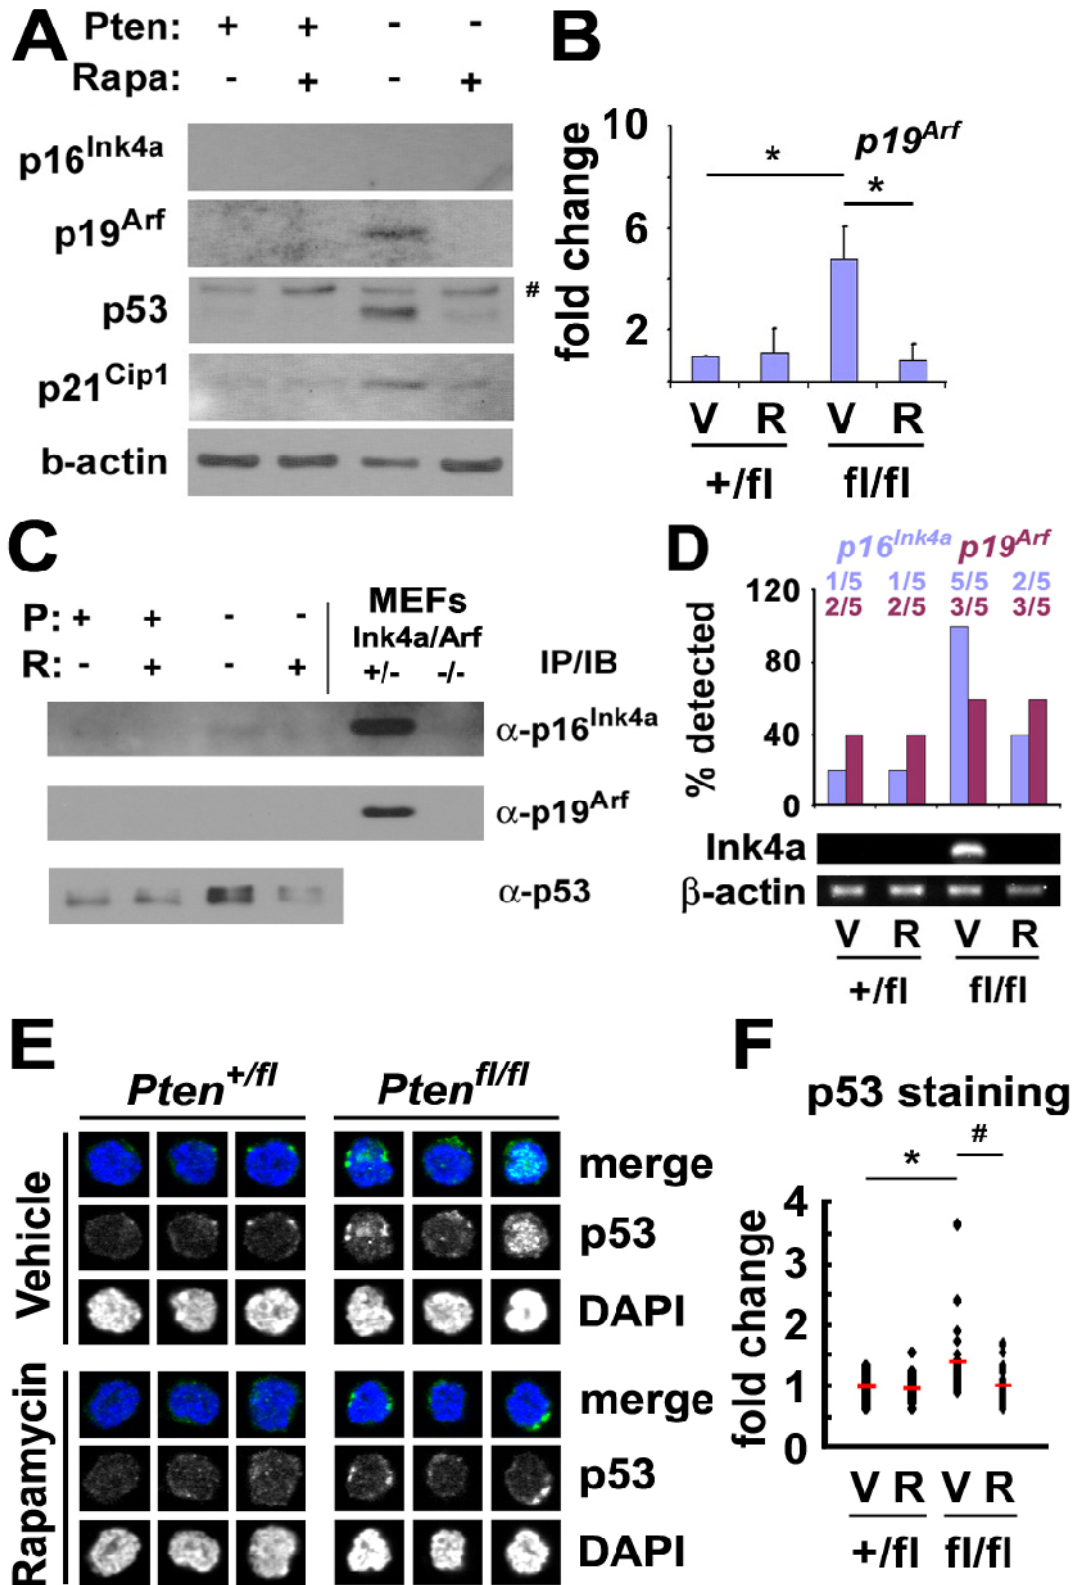 A
Pten: + + - -
Rapa: - + - +
p16Ink4a
p19Arf
p53 #
p21Cip1
b-actin
B
p19Arf
fold change
10
6
2
*
*
V R V R
+/fl fl/fl
C
P: + + - -
R: - + - +
MEFs
Ink4a/Arf
+/- -/-
IP/IB
α-p16Ink4a
α-p19Arf
α-p53
D
p16Ink4a p19Arf
1/5 1/5 5/5 2/5
2/5 2/5 3/5 3/5
% detected
120
80
40
0
Ink4a
β-actin
V R V R
+/fl fl/fl
E
Pten+/fl Ptenfl/fl
Vehicle
merge
p53
DAPI
Rapamycin
merge
p53
DAPI
F
p53 staining
#
*
fold change
4
3
2
1
0
V R V R
+/fl fl/fl